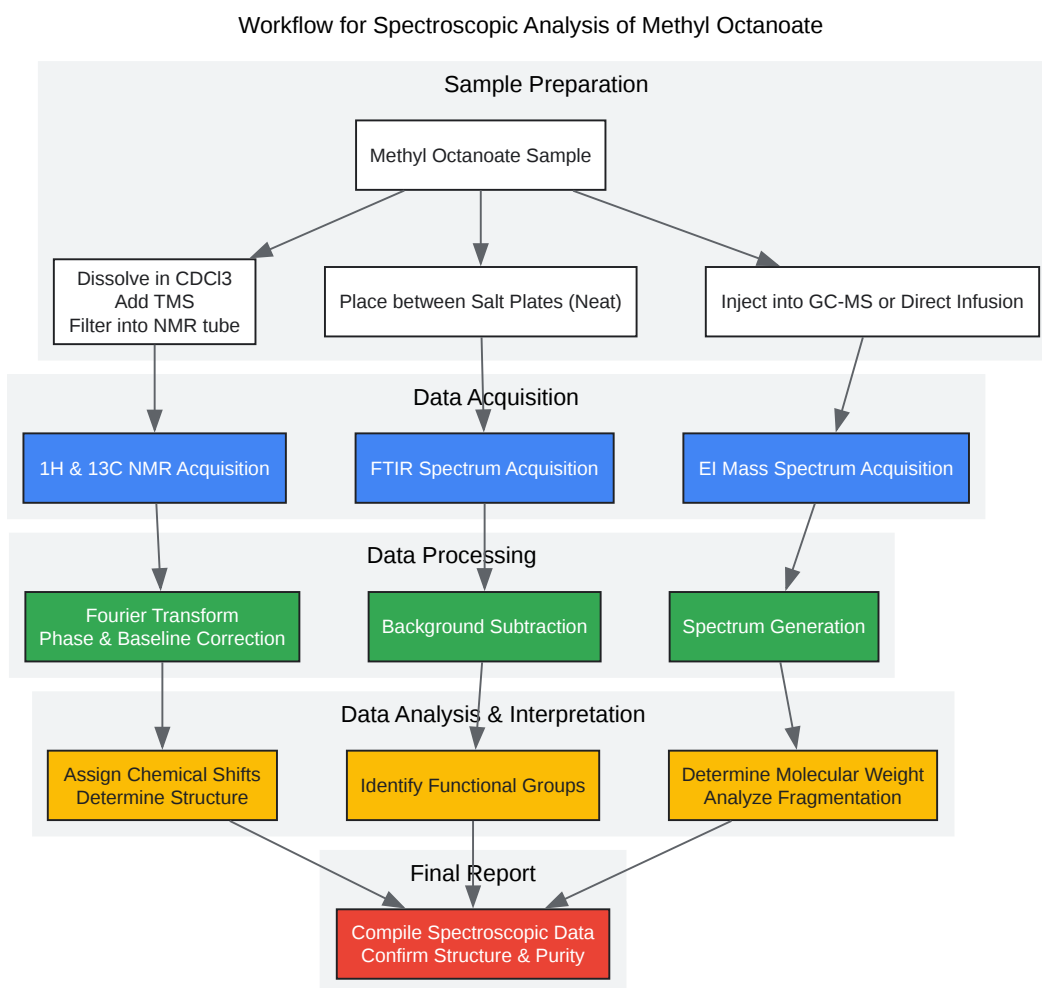 Workflow for Spectroscopic Analysis of Methyl Octanoate
Sample Preparation
Methyl Octanoate Sample
Dissolve in CDCl3
Add TMS
Filter into NMR tube
Place between Salt Plates (Neat)
Inject into GC-MS or Direct Infusion
Data Acquisition
1H & 13C NMR Acquisition
FTIR Spectrum Acquisition
EI Mass Spectrum Acquisition
Data Processing
Fourier Transform
Phase & Baseline Correction
Background Subtraction
Spectrum Generation
Data Analysis & Interpretation
Assign Chemical Shifts
Determine Structure
Identify Functional Groups
Determine Molecular Weight
Analyze Fragmentation
Final Report
Compile Spectroscopic Data
Confirm Structure & Purity